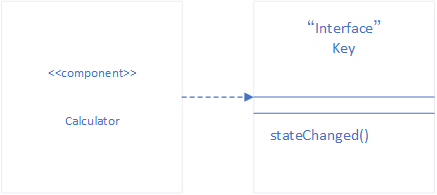 <<component>>
Calculator
“Interface”
Key
stateChanged()